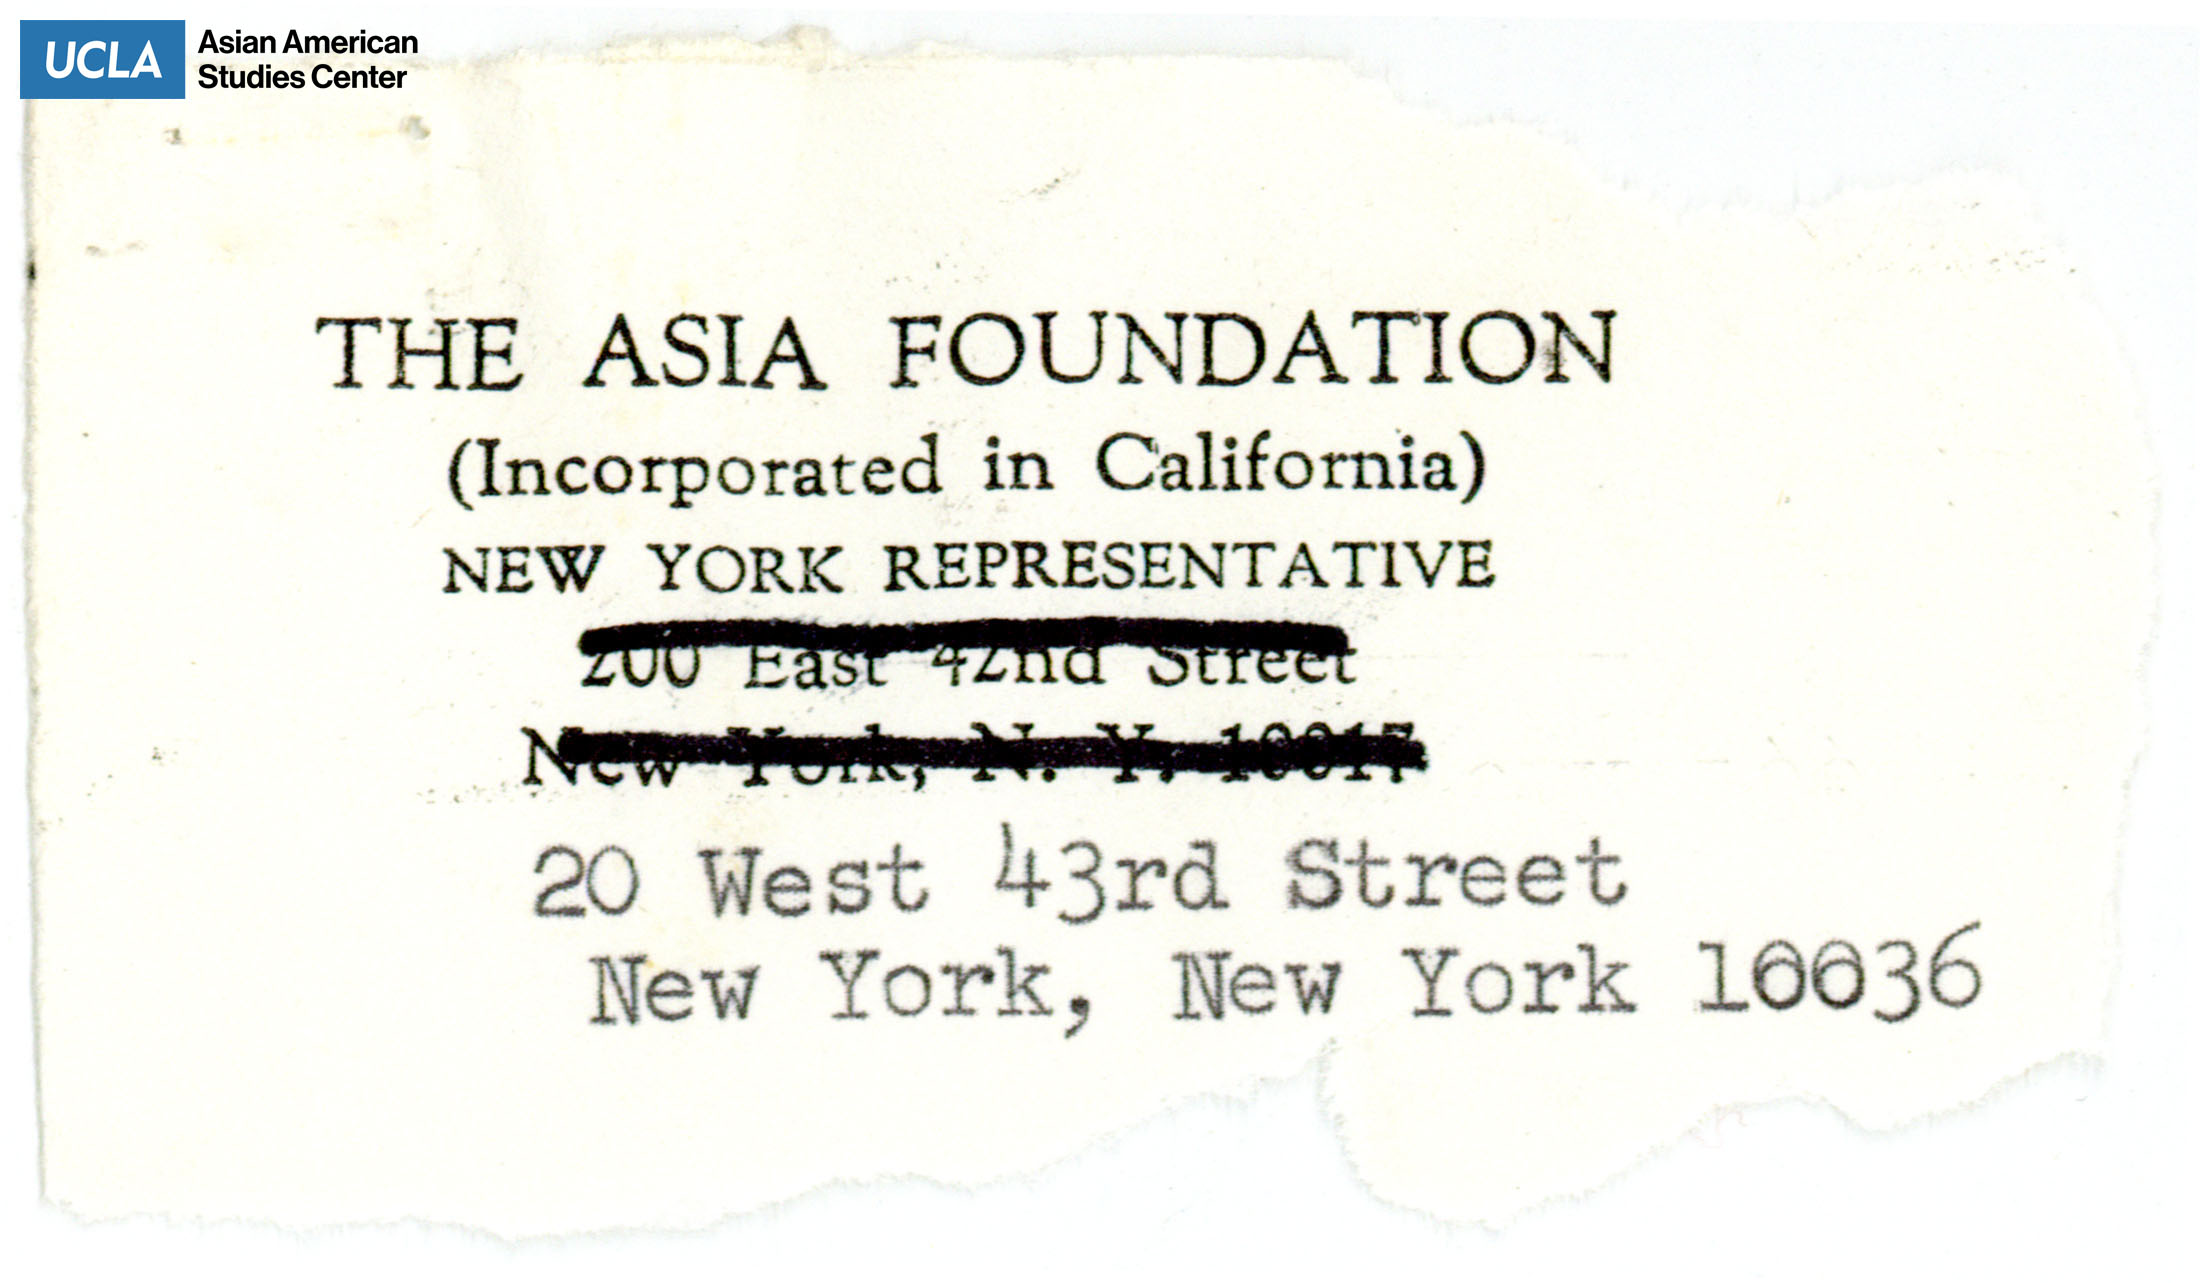 UCLA Asian American
Studies Center
THE ASIA FOUNDATION
(Incorporated in California)
NEW YORK REPRESENTATIVE
200 East 42nd Street
New York, N. Y. 10017
20 West 43rd Street
New York, New York 10036